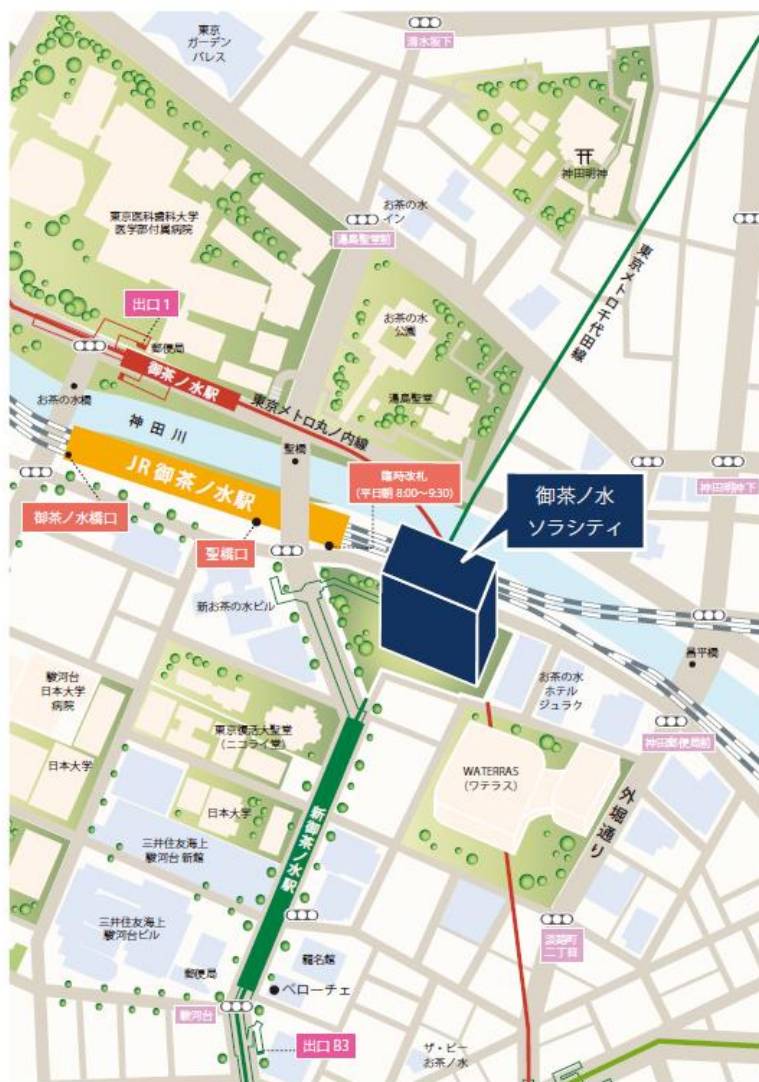 東京
ガーデン
パレス
清水坂下
神田明神
お茶の水
イン
湯島聖堂前
東京医科歯科大学
医学部付属病院
お茶の水
公園
東京メトロ千代田線
出口1
郵便局
御茶ノ水駅
湯島聖堂
お茶の水橋
東京メトロ丸ノ内線
神田川
聖橋
JR 御茶ノ水駅
臨時改札
(平日朝 8:00〜9:30)
御茶ノ水
ソラシティ
神田明神下
御茶ノ水橋口
聖橋口
新お茶の水ビル
昌平橋
駿河台
日本大学
病院
お茶の水
ホテル
ジュラク
東京復活大聖堂
(ニコライ堂)
神田郵便局前
日本大学
WATERRAS
(ワテラス)
日本大学
外堀通り
新御茶ノ水駅
三井住友海上
駿河台 新館
三井住友海上
駿河台ビル
淡路町
二丁目
龍名館
郵便局
ベローチェ
駿河台
出口 B3
ザ・ビー
お茶ノ水